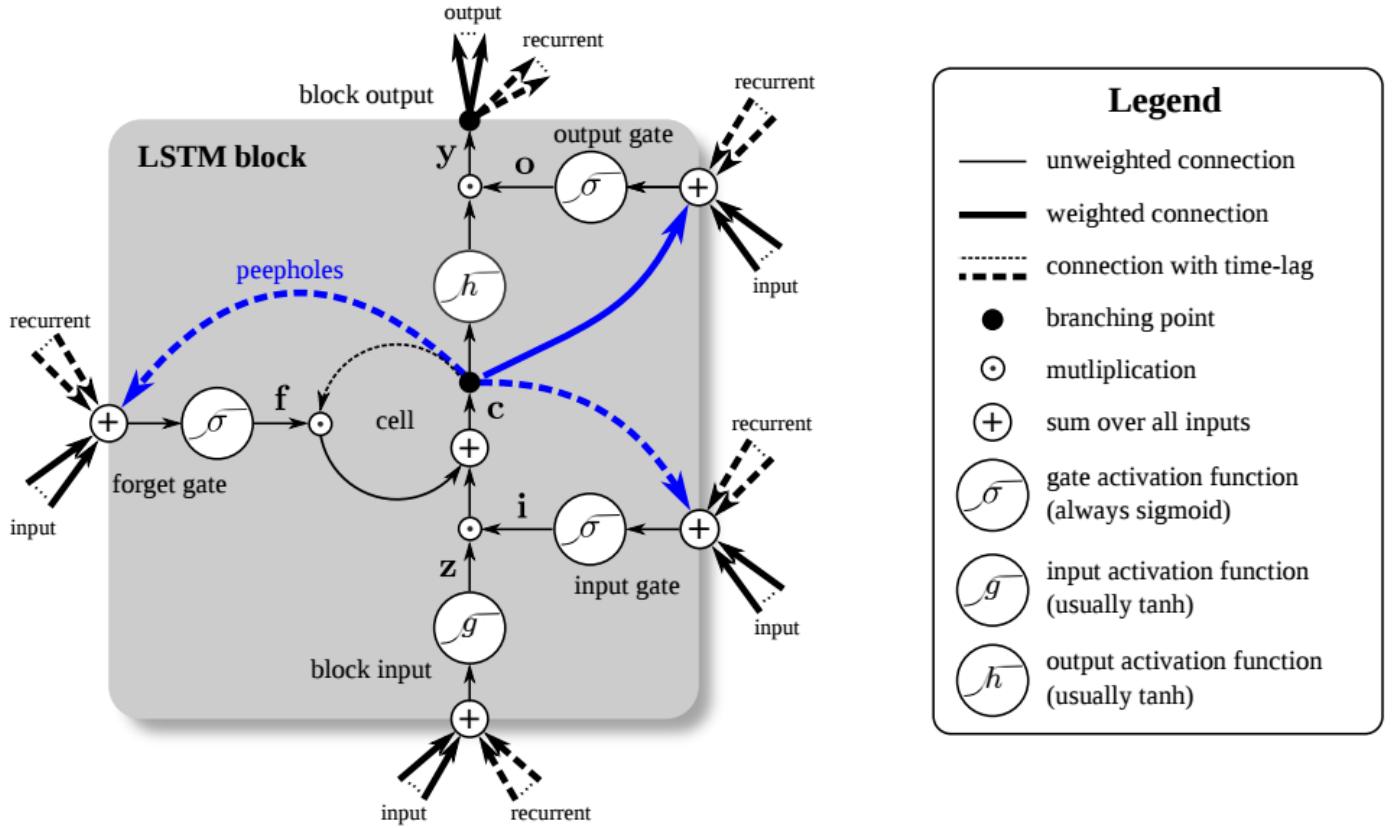 output
recurrent
block output
recurrent
LSTM block
output gate
y
o
σ
+
h
input
peepholes
recurrent
+
σ
f
cell
c
+
forget gate
input
recurrent
i
σ
+
z
input gate
g
input
block input
+
input
recurrent
Legend
unweighted connection
weighted connection
connection with time-lag
branching point
mutliplication
+
sum over all inputs
σ
gate activation function
(always sigmoid)
g
input activation function
(usually tanh)
h
output activation function
(usually tanh)